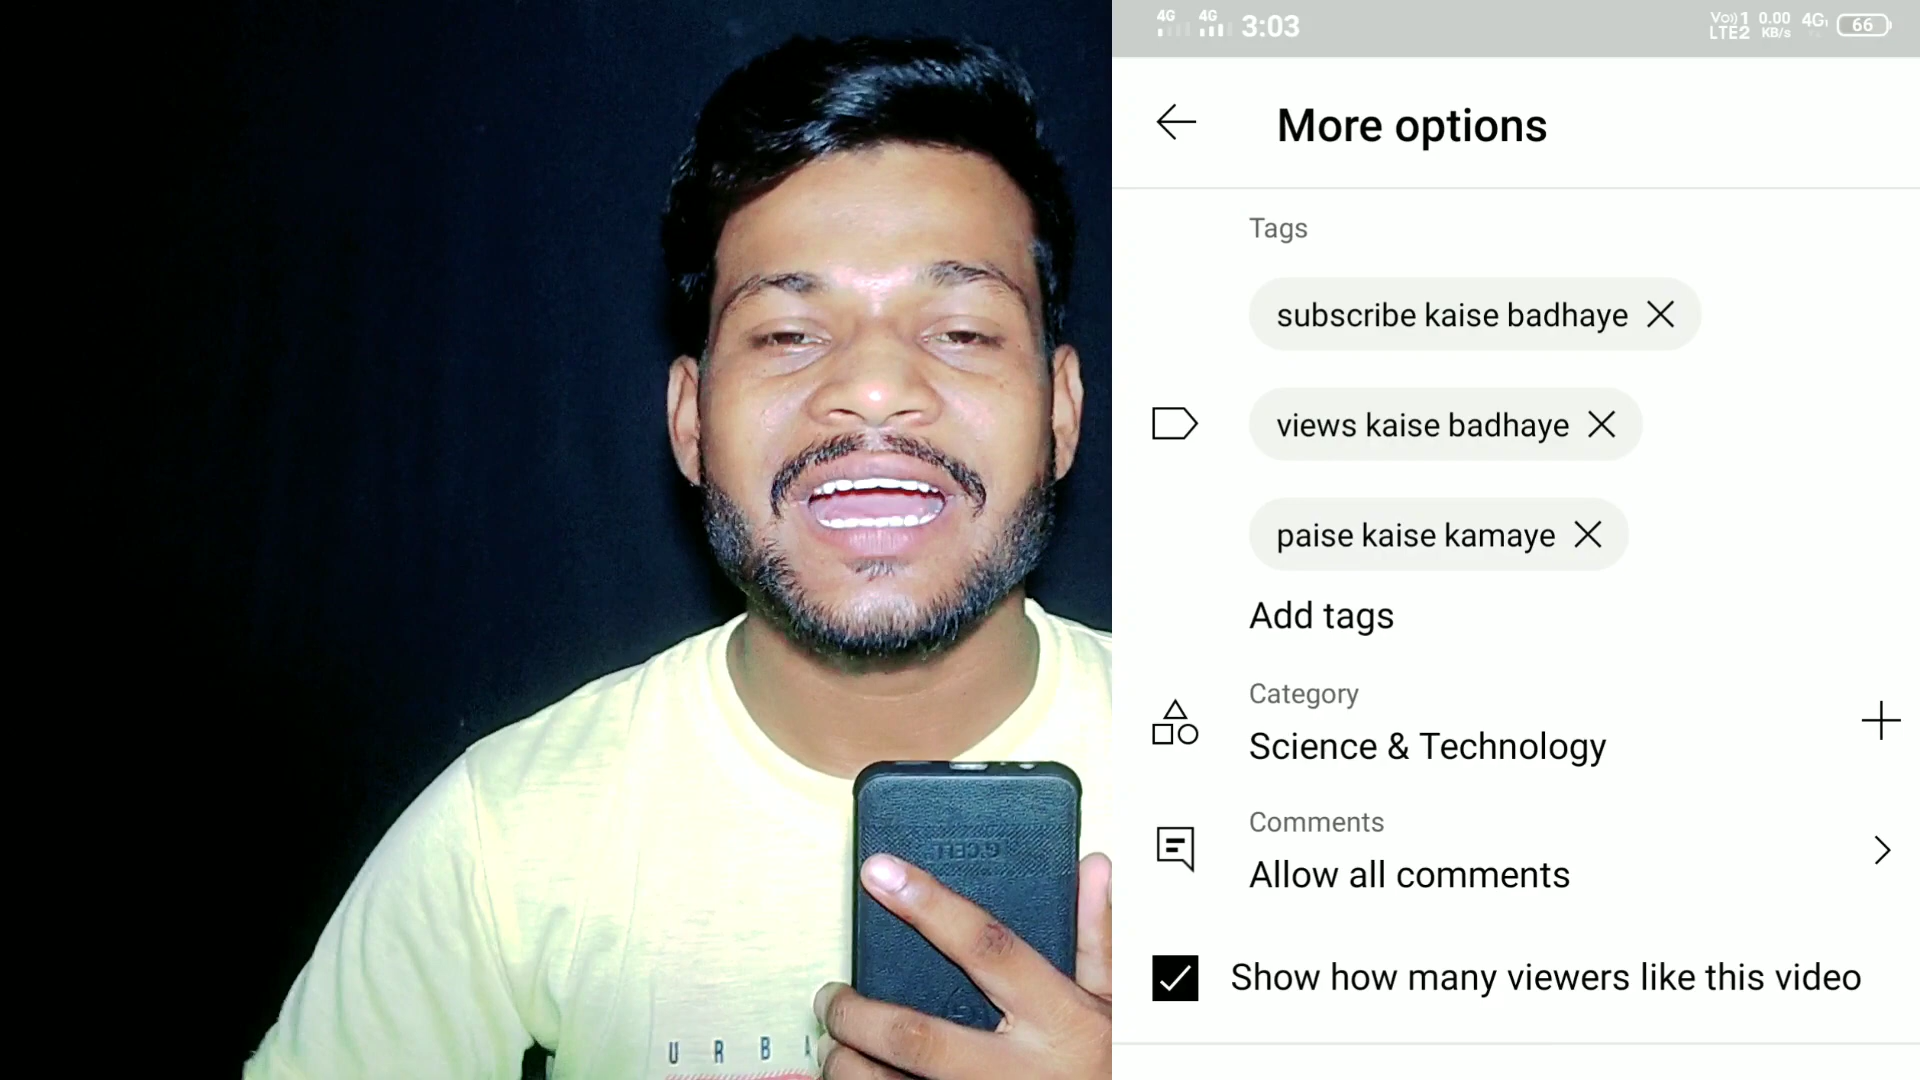 4G 4G 3:03 Vo)) 1 LTE2 0.00 KB/s 4G 66
More options
Tags
subscribe kaise badhaye
views kaise badhaye
paise kaise kamaye
Add tags
Category
Science & Technology
Comments
Allow all comments
Show how many viewers like this video
G.CELL
URBA